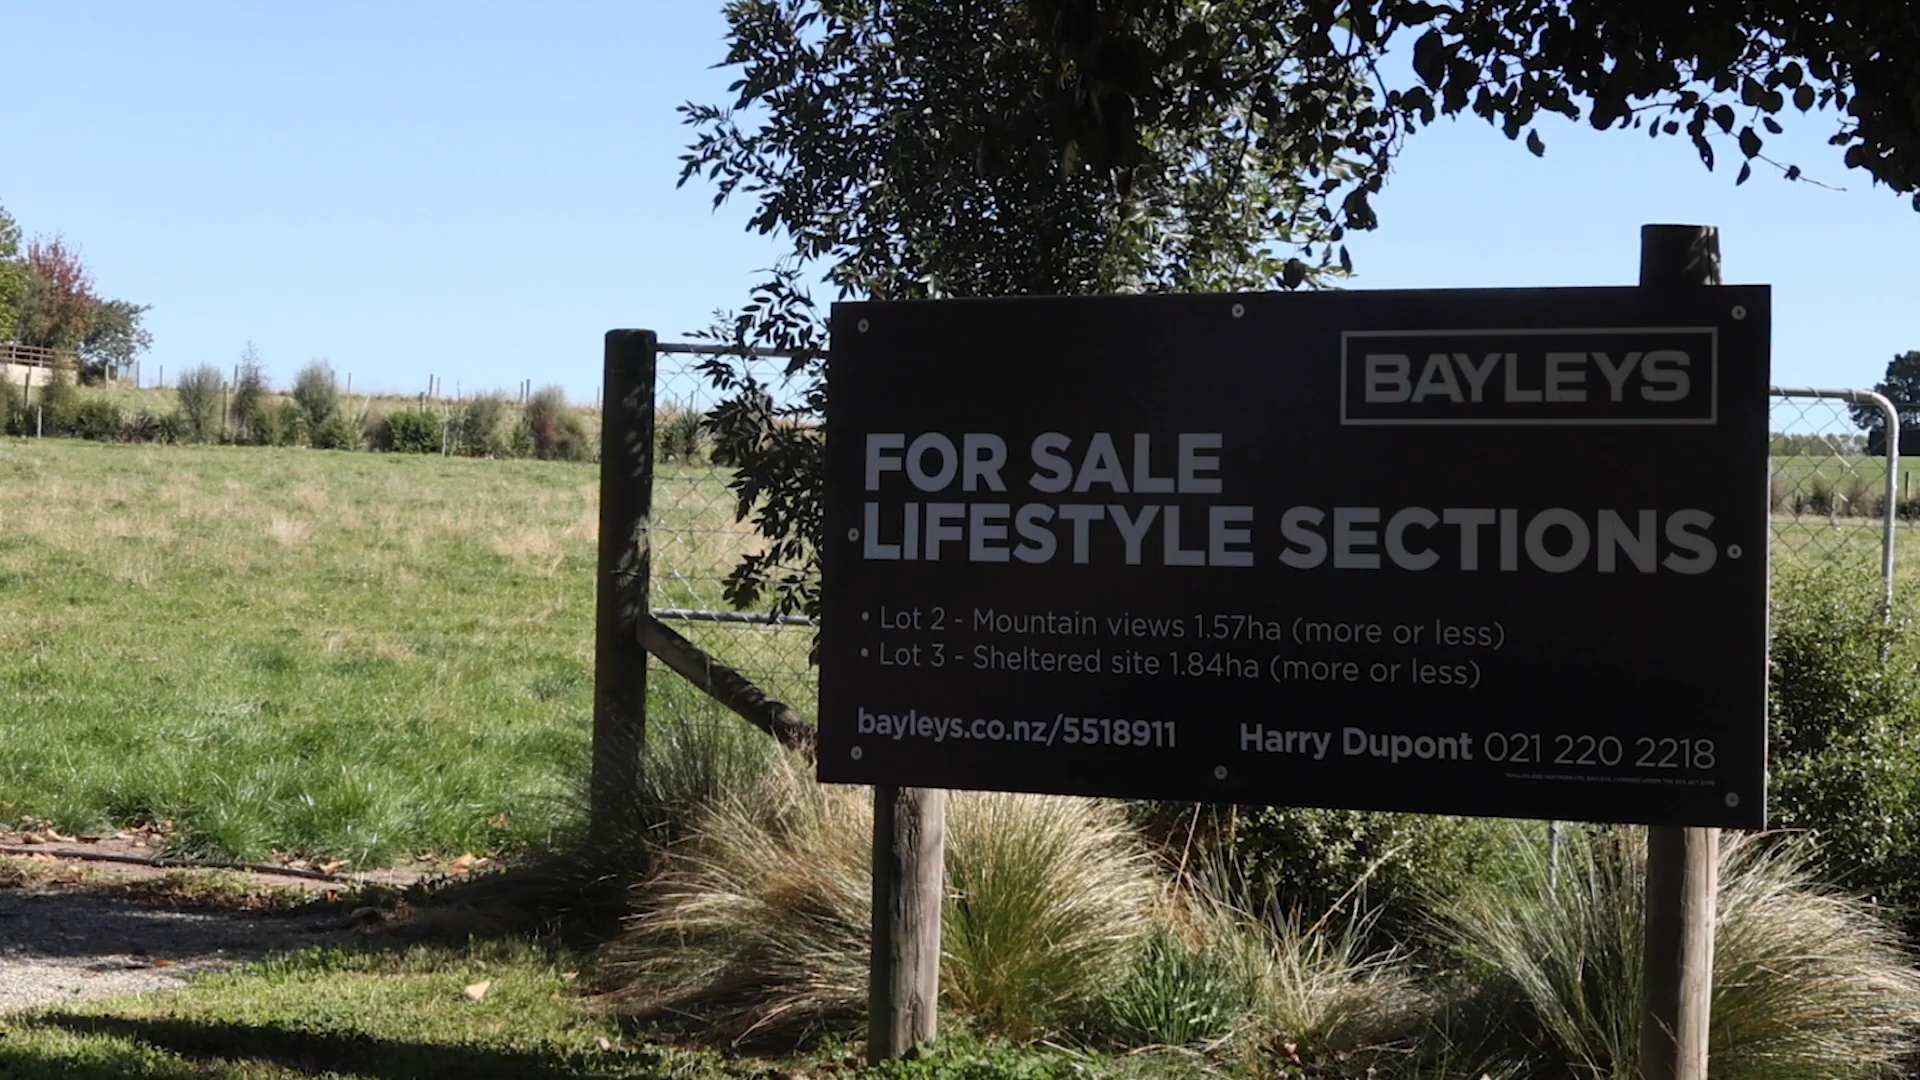 BAYLEYS
FOR SALE
LIFESTYLE SECTIONS
• Lot 2 - Mountain views 1.57ha (more or less)
• Lot 3 - Sheltered site 1.84ha (more or less)
bayleys.co.nz/5518911 Harry Dupont 021 220 2218